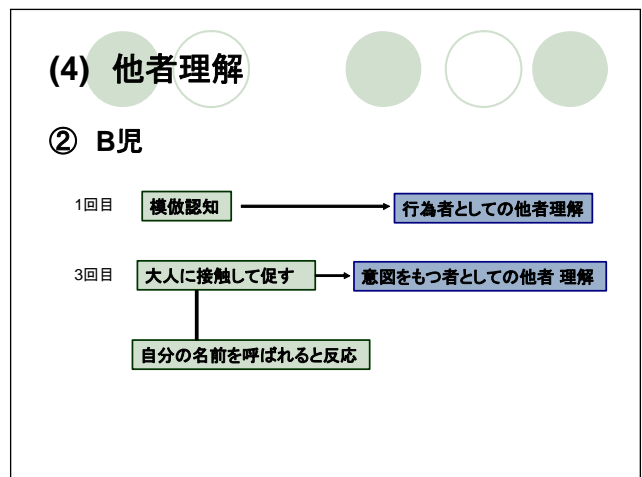 (4) 他者理解
② B児
1回目 模倣認知 行為者としての他者理解
3回目 大人に接触して促す 意図をもつ者としての他者 理解
自分の名前を呼ばれると反応